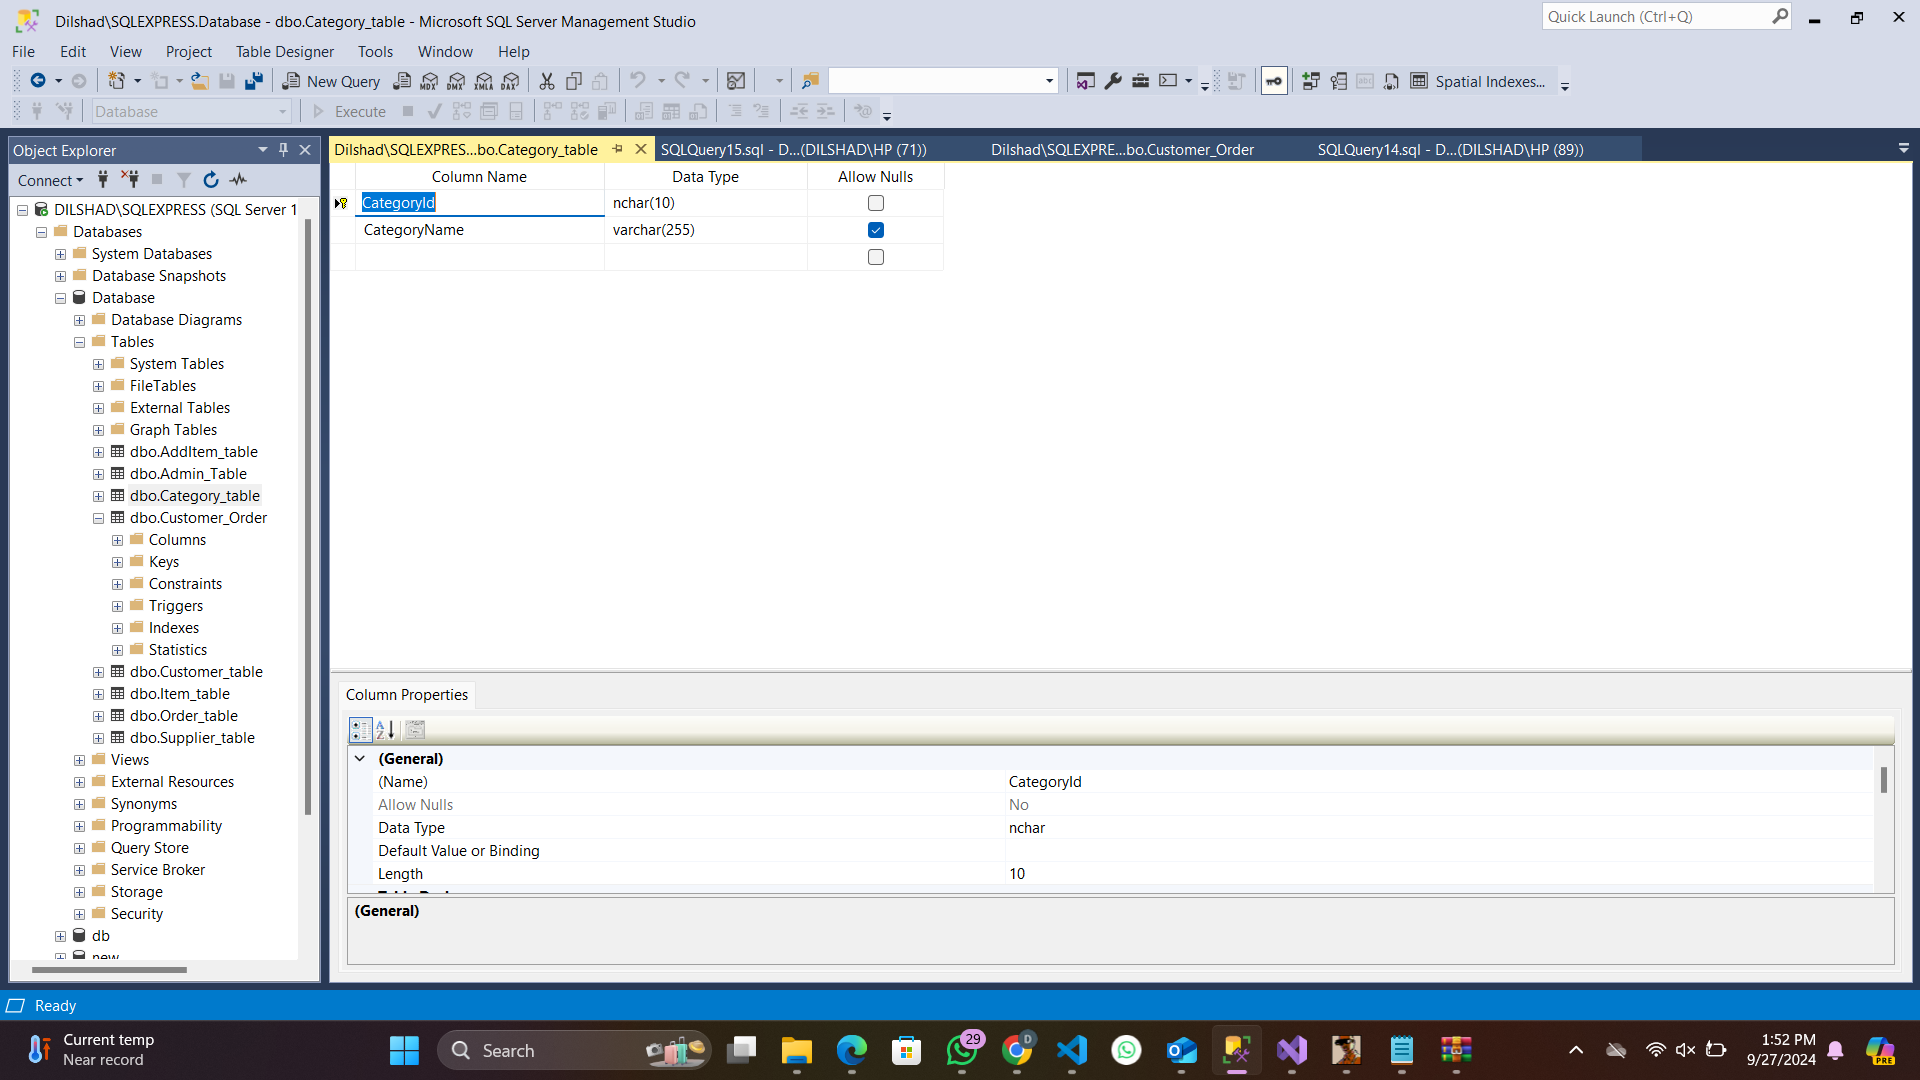 Dilshad\SQLEXPRESS.Database - dbo.Category_table - Microsoft SQL Server Management Studio
Quick Launch (Ctrl+Q)
File Edit View Project Table Designer Tools Window Help
New Query MDX DMX XMLA DAX Spatial Indexes...
Database Execute
Object Explorer
Connect
DILSHAD\SQLEXPRESS (SQL Server 1
Databases
System Databases
Database Snapshots
Database
Database Diagrams
Tables
System Tables
FileTables
External Tables
Graph Tables
dbo.AddItem_table
dbo.Admin_Table
dbo.Category_table
dbo.Customer_Order
Columns
Keys
Constraints
Triggers
Indexes
Statistics
dbo.Customer_table
dbo.Item_table
dbo.Order_table
dbo.Supplier_table
Views
External Resources
Synonyms
Programmability
Query Store
Service Broker
Storage
Security
db
new
Dilshad\SQLEXPRES...bo.Category_table SQLQuery15.sql - D...(DILSHAD\HP (71)) Dilshad\SQLEXPRE...bo.Customer_Order SQLQuery14.sql - D...(DILSHAD\HP (89))
Column Name Data Type Allow Nulls
CategoryId nchar(10)
CategoryName varchar(255)
Column Properties
(General)
(Name) CategoryId
Allow Nulls No
Data Type nchar
Default Value or Binding
Length 10
(General)
Ready
Current temp
Near record
Search
29
D
PRE
1:52 PM
9/27/2024